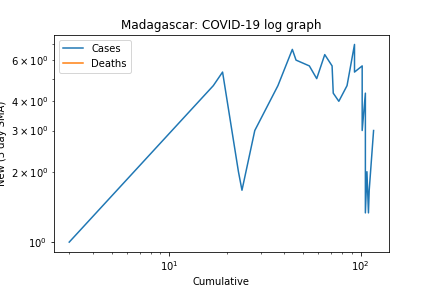 Madagascar: COVID-19 log graph
Cases
Deaths
6 × 10⁰
4 × 10⁰
3 × 10⁰
2 × 10⁰
10⁰
New (3 day SMA)
10¹
10²
Cumulative